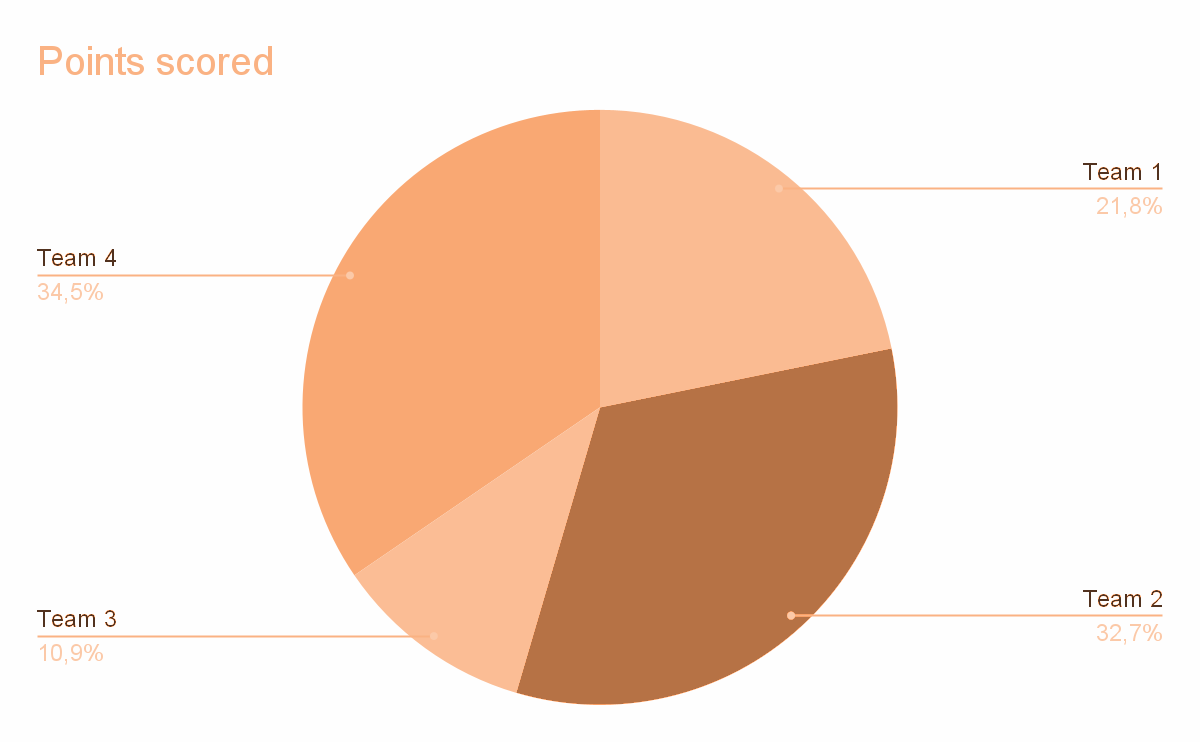 Points scored
Team 1
21,8%
Team 4
34,5%
Team 2
32,7%
Team 3
10,9%